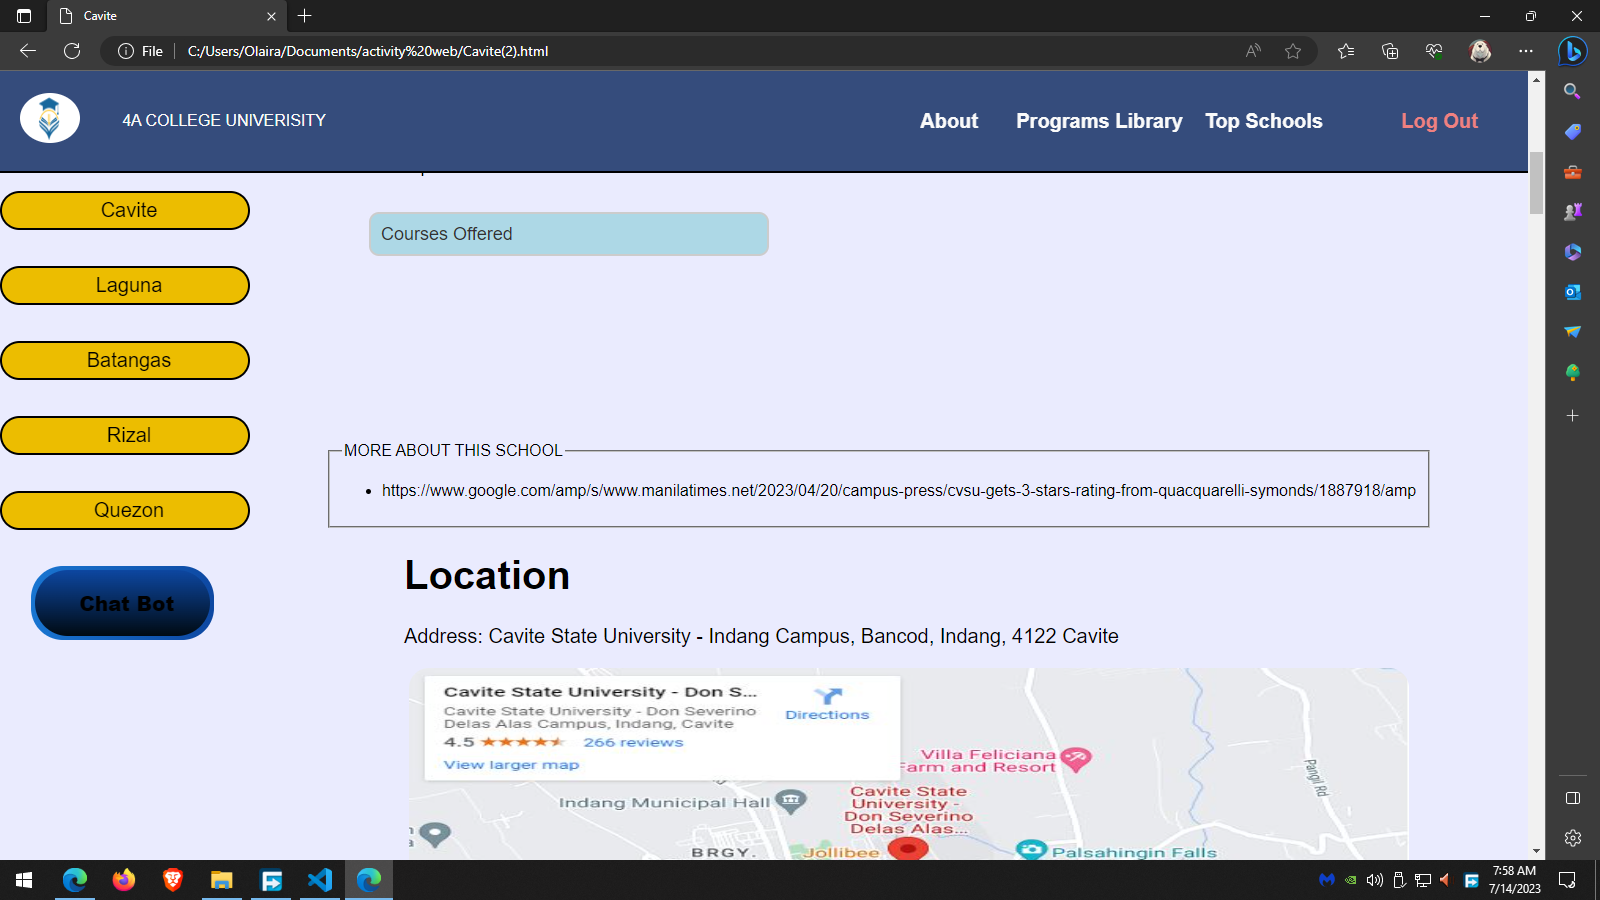 Cavite
File
C:/Users/Olaira/Documents/activity%20web/Cavite(2).html
4A COLLEGE UNIVERISITY
About
Programs Library
Top Schools
Log Out
Cavite
Laguna
Batangas
Rizal
Quezon
Chat Bot
Courses Offered
MORE ABOUT THIS SCHOOL
https://www.google.com/amp/s/www.manilatimes.net/2023/04/20/campus-press/cvsu-gets-3-stars-rating-from-quacquarelli-symonds/1887918/amp
Location
Address: Cavite State University - Indang Campus, Bancod, Indang, 4122 Cavite
Cavite State University - Don S...
Cavite State University - Don Severino
Delas Alas Campus, Indang, Cavite
4.5
266 reviews
View larger map
Directions
Villa Feliciana
Farm and Resort
Pangil Rd
Indang Municipal Hall
Cavite State
University -
Don Severino
Delas Alas...
BRGY.
Jollibee
Palsahingin Falls
7:58 AM
7/14/2023